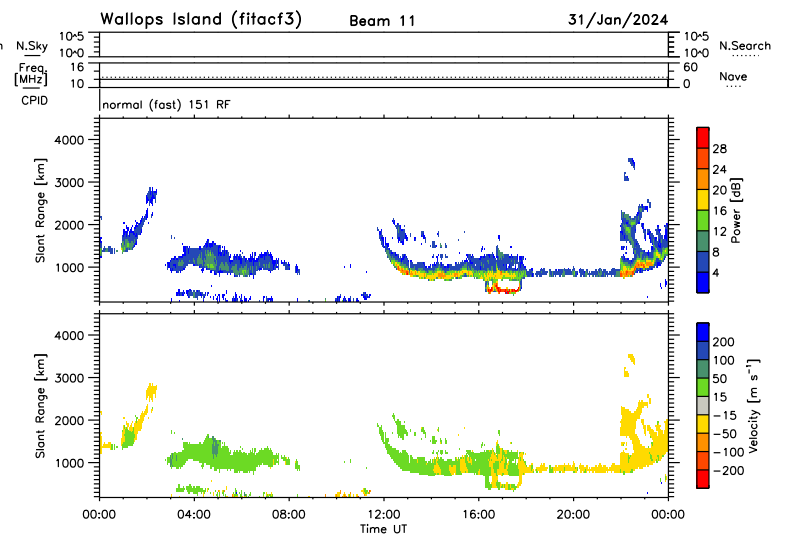 Wallops Island (fitacf3) Beam 11 31/Jan/2024
n N.Sky 10^5 10^0 10^5 10^0 N.Search
Freq. [MHz] 16 10 60 0 Nave
CPID normal (fast) 151 RF
Slant Range [km] 4000 3000 2000 1000
28 24 20 16 12 8 4 Power [dB]
Slant Range [km] 4000 3000 2000 1000
200 100 50 15 −15 −50 −100 −200 Velocity [m s⁻¹]
00:00 04:00 08:00 12:00 16:00 20:00 00:00
Time UT